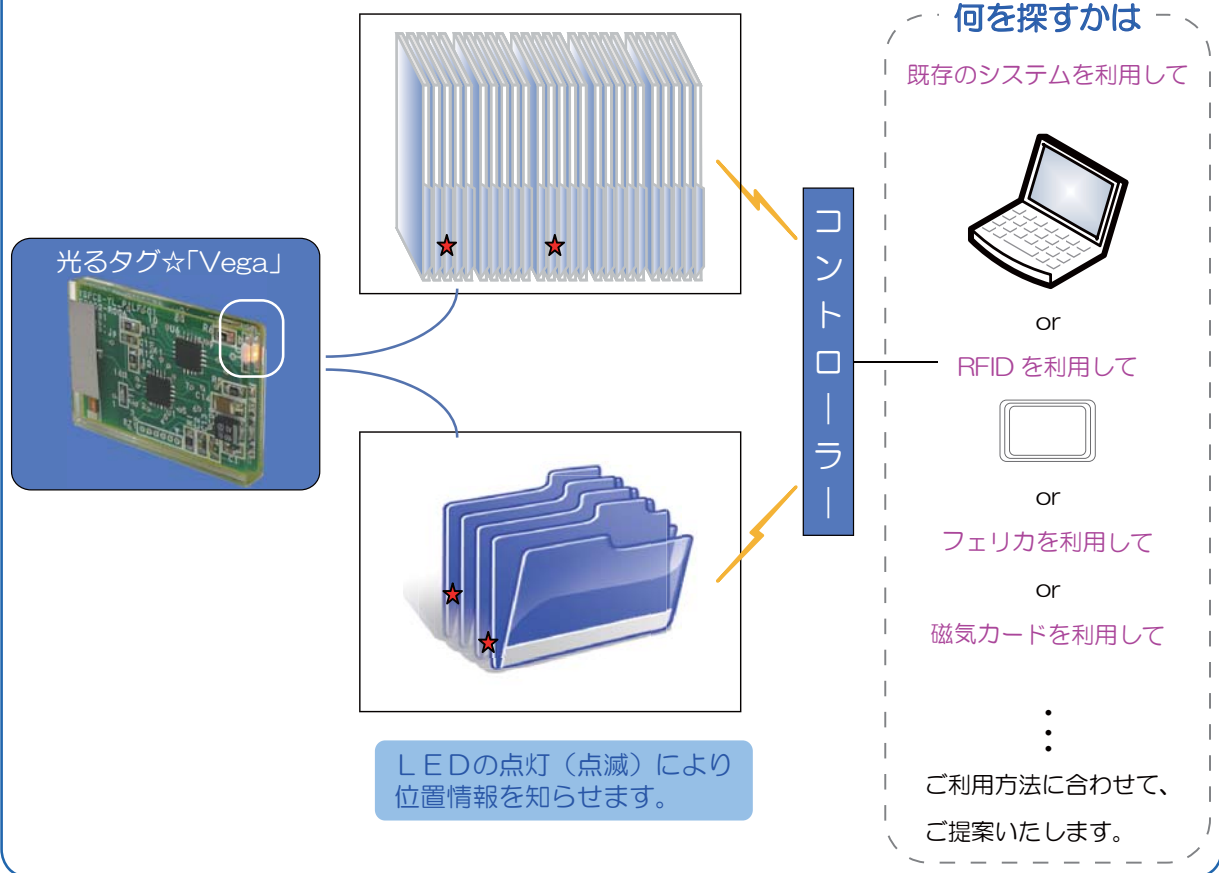 何を探すかは
既存のシステムを利用して
光るタグ☆「Vega」
コントローラー
or
RFID を利用して
or
フェリカを利用して
or
磁気カードを利用して
・
・
・
ＬＥＤの点灯（点滅）により
位置情報を知らせます。
ご利用方法に合わせて、
ご提案いたします。